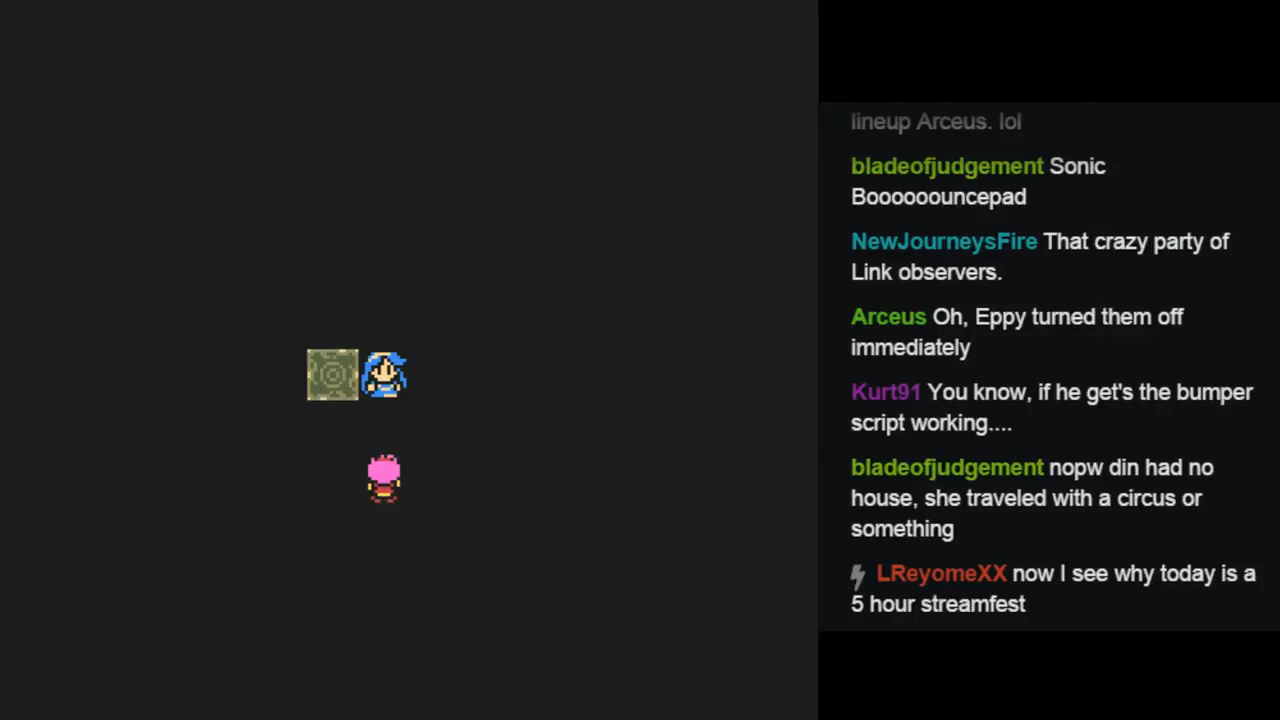 lineup Arceus. lol
bladeofjudgement Sonic
Boooooouncepad
NewJourneysFire That crazy party of
Link observers.
Arceus Oh, Eppy turned them off
immediately
Kurt91 You know, if he get's the bumper
script working....
bladeofjudgement nopw din had no
house, she traveled with a circus or
something
LReyomeXX now I see why today is a
5 hour streamfest